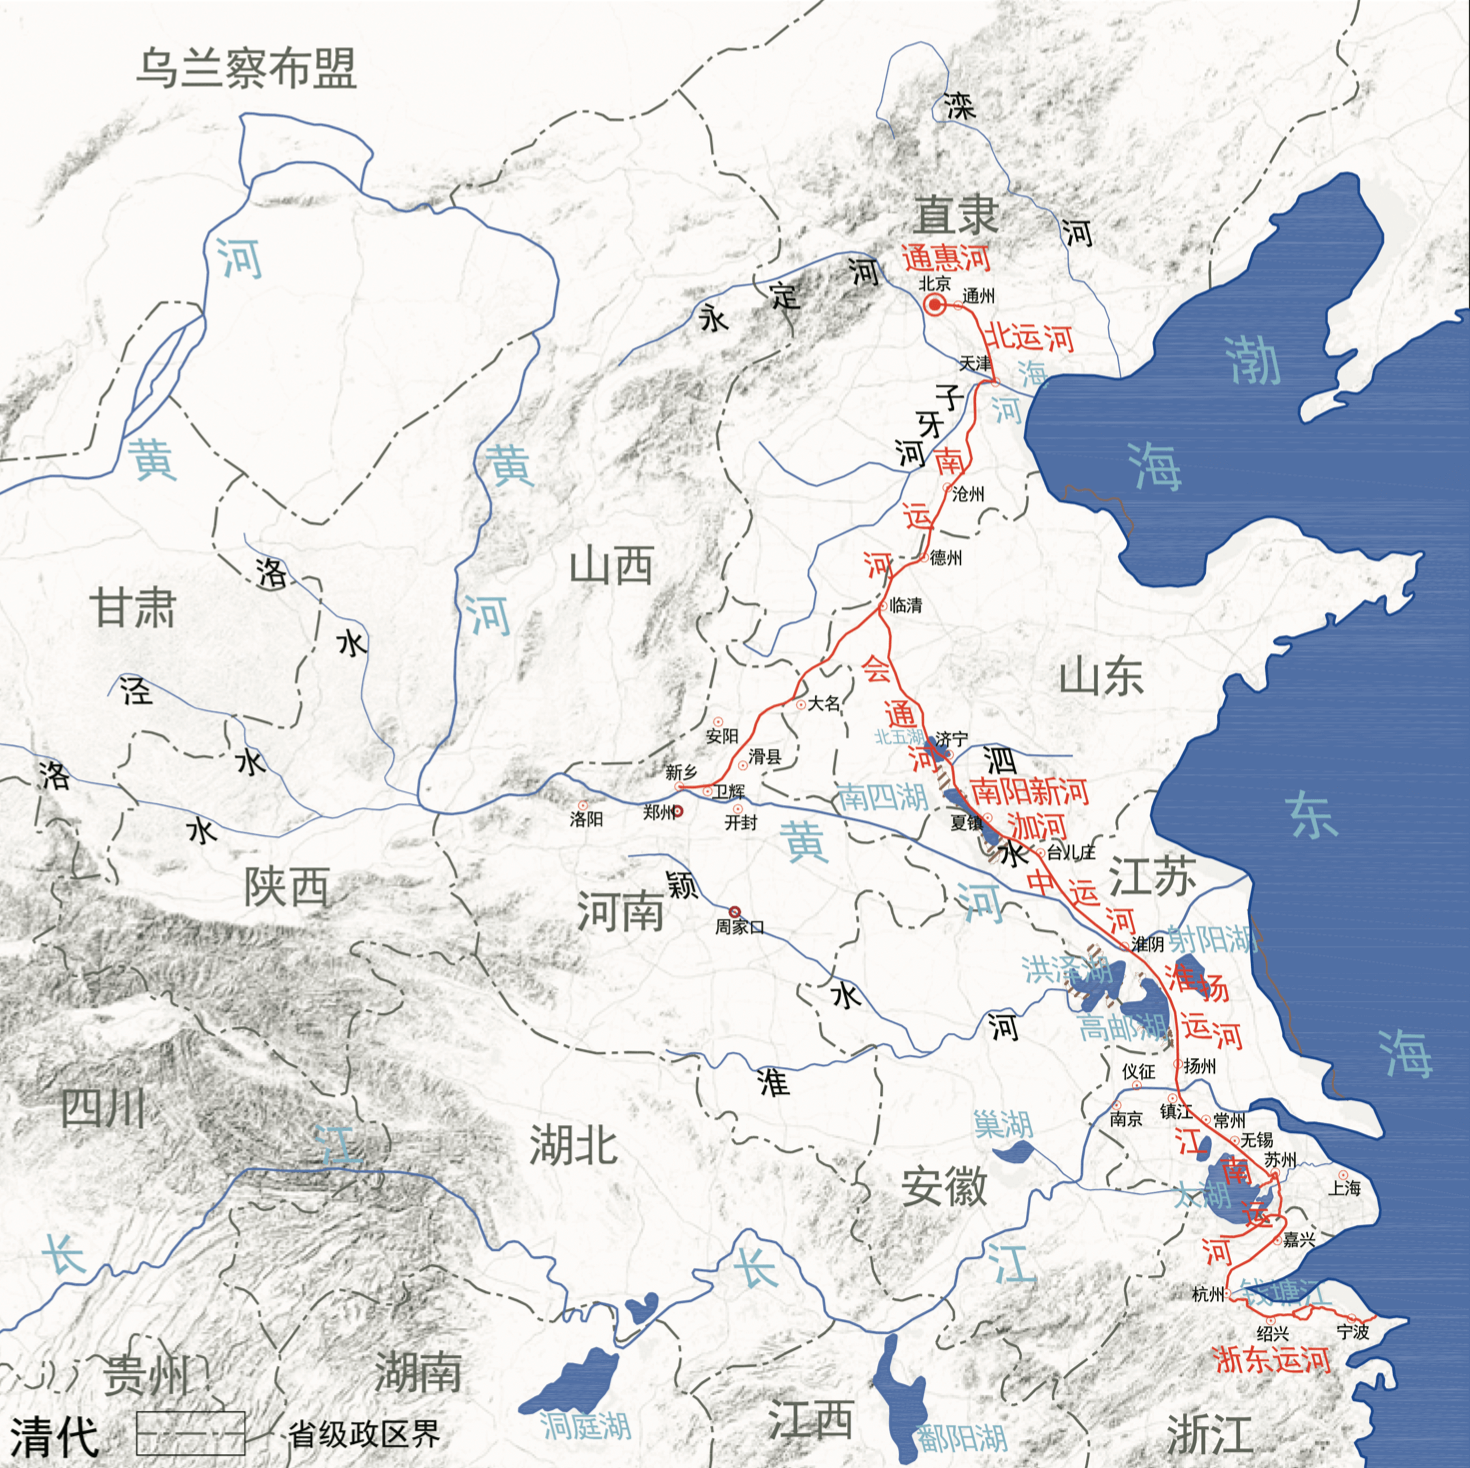 乌兰察布盟
滦
河
直隶
通惠河
北京
通州
北运河
天津
海
河
渤
海
永
定
河
子
牙
河
河
黄
黄
河
南
运
河
沧州
德州
临清
山西
甘肃
洛
水
泾
水
洛
水
陕西
山东
会
通
河
北五湖
济宁
泗
大名
安阳
滑县
新乡
卫辉
洛阳
郑州
开封
南四湖
南阳新河
夏镇
泇河
水
台儿庄
黄
河
中
运
河
江苏
东
海
河南
颍
周家口
水
淮阴
射阳湖
洪泽湖
高邮湖
淮扬
运河
河
淮
四川
江
长
湖北
扬州
仪征
南京
镇江
常州
无锡
苏州
上海
巢湖
安徽
江
南
运
河
太湖
嘉兴
杭州
钱塘江
绍兴
宁波
浙东运河
长
江
贵州
湖南
洞庭湖
江西
鄱阳湖
浙江
清代
省级政区界